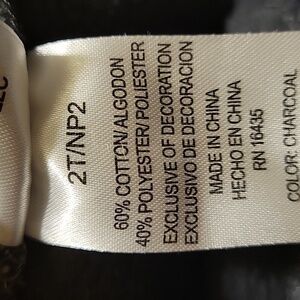 2T/NP2
60% COTTON/ALGODON
40% POLYESTER/POLIESTER
EXCLUSIVE OF DECORATION
EXCLUSIVO DE DECORACION
MADE IN CHINA
HECHO EN CHINA
RN 16435
COLOR: CHARCOAL